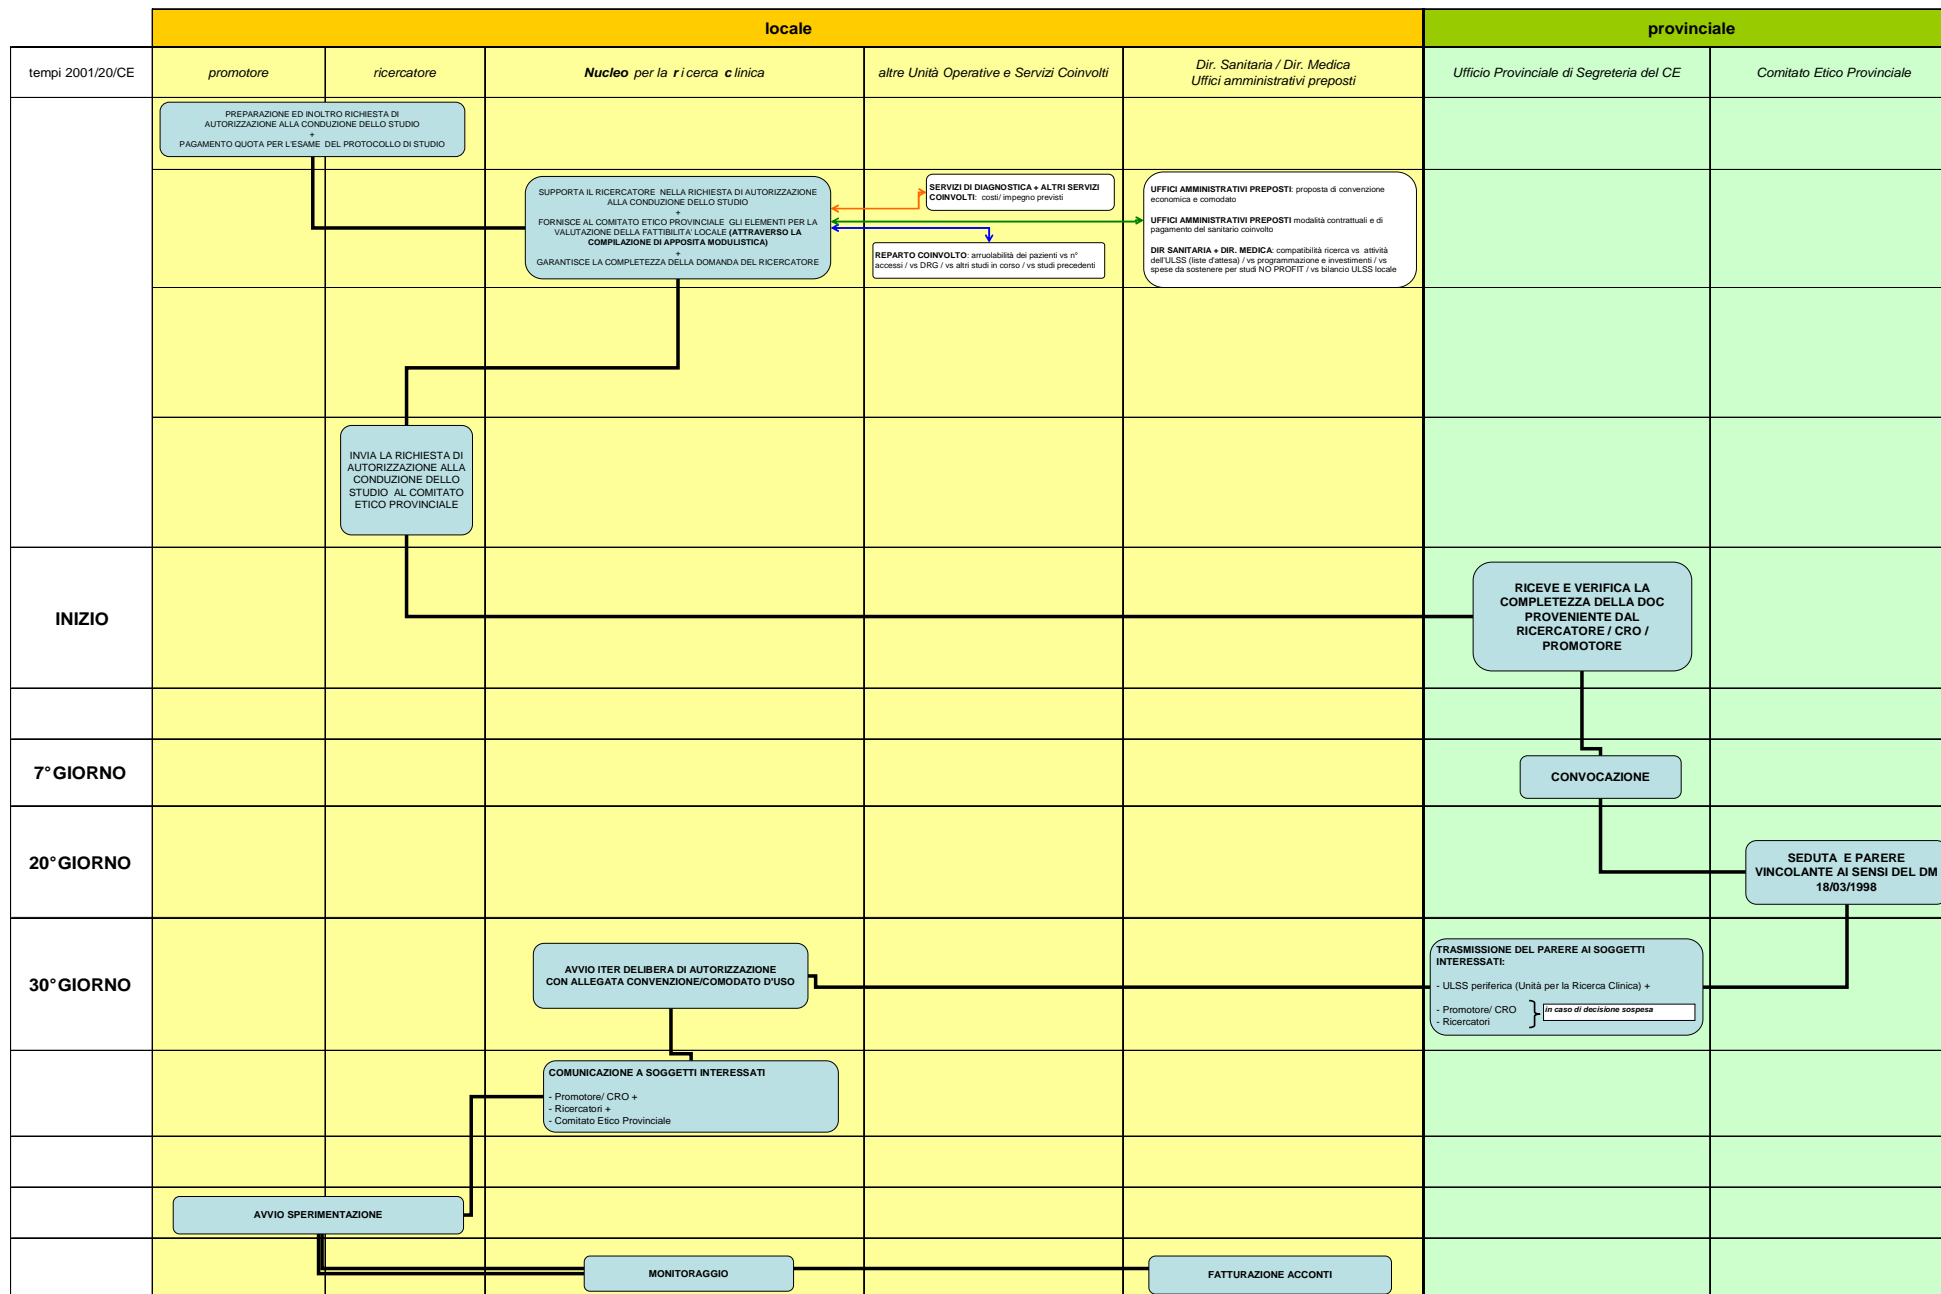 locale
provinciale
tempi 2001/20/CE
promotore
ricercatore
Nucleo per la ricerca clinica
altre Unità Operative e Servizi Coinvolti
Dir. Sanitaria / Dir. Medica
Uffici amministrativi preposti
Ufficio Provinciale di Segreteria del CE
Comitato Etico Provinciale
PREPARAZIONE ED INOLTRO RICHIESTA DI
AUTORIZZAZIONE ALLA CONDUZIONE DELLO STUDIO
+
PAGAMENTO QUOTA PER L'ESAME DEL PROTOCOLLO DI STUDIO
SUPPORTA IL RICERCATORE NELLA RICHIESTA DI AUTORIZZAZIONE
ALLA CONDUZIONE DELLO STUDIO
+
FORNISCE AL COMITATO ETICO PROVINCIALE GLI ELEMENTI PER LA
VALUTAZIONE DELLA FATTIBILITA' LOCALE (ATTRAVERSO LA
COMPILAZIONE DI APPOSITA MODULISTICA)
+
GARANTISCE LA COMPLETEZZA DELLA DOMANDA DEL RICERCATORE
SERVIZI DI DIAGNOSTICA + ALTRI SERVIZI
COINVOLTI: costi/ impegno previsti
REPARTO COINVOLTO: arruolabilità dei pazienti vs n°
accessi / vs DRG / vs altri studi in corso / vs studi precedenti
UFFICI AMMINISTRATIVI PREPOSTI: proposta di convenzione
economica e comodato
UFFICI AMMINISTRATIVI PREPOSTI modalità contrattuali e di
pagamento del sanitario coinvolto
DIR SANITARIA + DIR. MEDICA: compatibilità ricerca vs attività
dell'ULSS (liste d'attesa) / vs programmazione e investimenti / vs
spese da sostenere per studi NO PROFIT / vs bilancio ULSS locale
INVIA LA RICHIESTA DI
AUTORIZZAZIONE ALLA
CONDUZIONE DELLO
STUDIO AL COMITATO
ETICO PROVINCIALE
INIZIO
RICEVE E VERIFICA LA
COMPLETEZZA DELLA DOC
PROVENIENTE DAL
RICERCATORE / CRO /
PROMOTORE
7° GIORNO
CONVOCAZIONE
20° GIORNO
SEDUTA E PARERE
VINCOLANTE AI SENSI DEL DM
18/03/1998
30° GIORNO
AVVIO ITER DELIBERA DI AUTORIZZAZIONE
CON ALLEGATA CONVENZIONE/COMODATO D'USO
TRASMISSIONE DEL PARERE AI SOGGETTI
INTERESSATI:
- ULSS periferica (Unità per la Ricerca Clinica) +
- Promotore/ CRO
- Ricercatori
in caso di decisione sospesa
COMUNICAZIONE A SOGGETTI INTERESSATI
- Promotore/ CRO +
- Ricercatori +
- Comitato Etico Provinciale
AVVIO SPERIMENTAZIONE
MONITORAGGIO
FATTURAZIONE ACCONTI